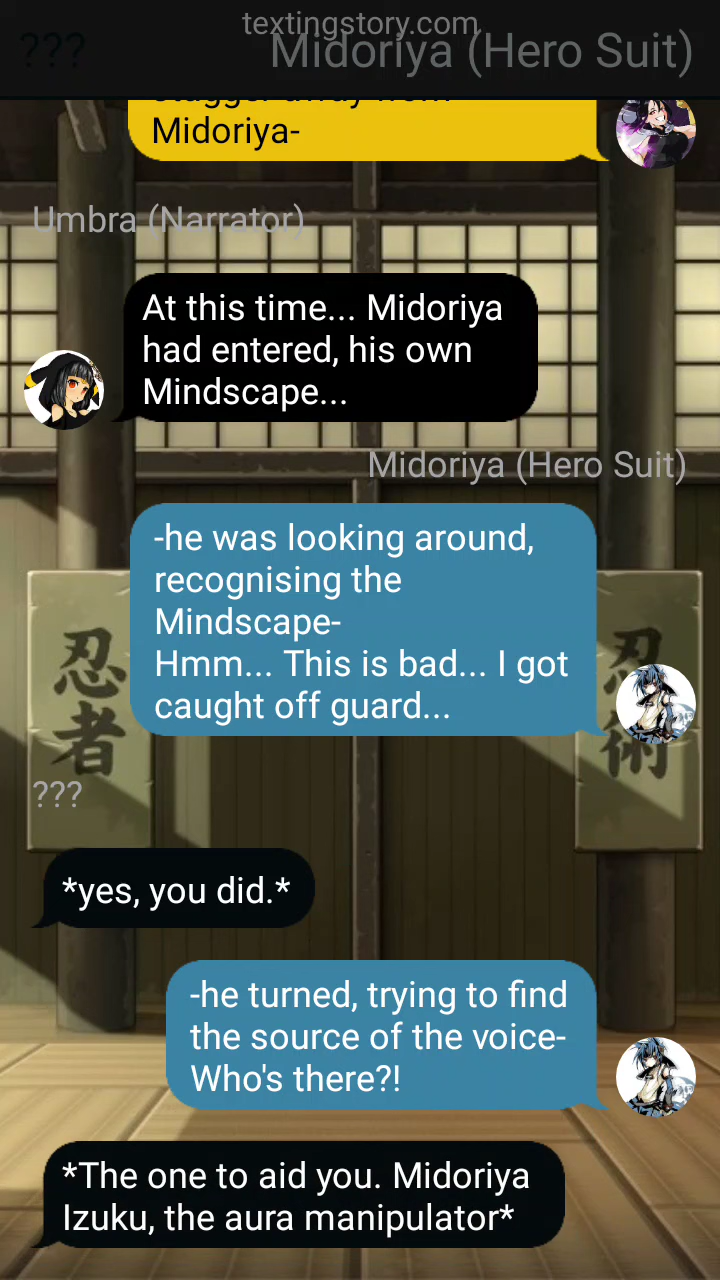 textingstory.com
??? Midoriya (Hero Suit)
Midoriya-
Umbra (Narrator)
At this time... Midoriya
had entered, his own
Mindscape...
Midoriya (Hero Suit)
-he was looking around,
recognising the
Mindscape-
Hmm... This is bad... I got
caught off guard...
忍者
忍術
???
*yes, you did.*
-he turned, trying to find
the source of the voice-
Who's there?!
*The one to aid you. Midoriya
Izuku, the aura manipulator*